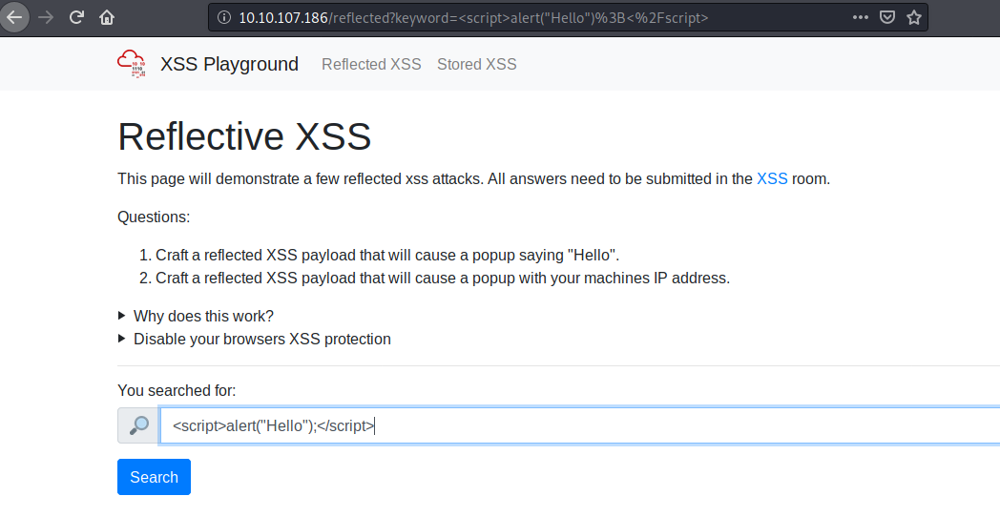 10.10.107.186/reflected?keyword=<script>alert("Hello")%3B<%2Fscript>
XSS Playground Reflected XSS Stored XSS
Reflective XSS
This page will demonstrate a few reflected xss attacks. All answers need to be submitted in the XSS room.
Questions:
1. Craft a reflected XSS payload that will cause a popup saying "Hello".
2. Craft a reflected XSS payload that will cause a popup with your machines IP address.
Why does this work?
Disable your browsers XSS protection
You searched for:
<script>alert("Hello");</script>
Search